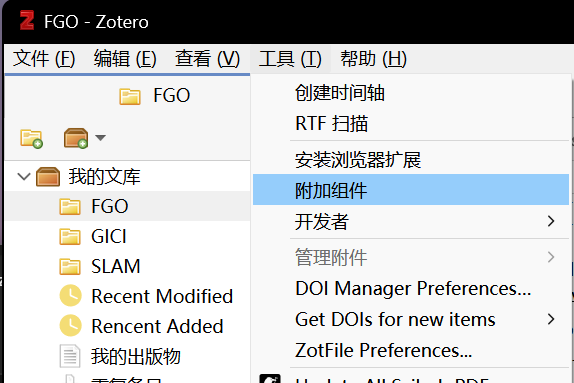 FGO - Zotero
文件 (F) 编辑 (E) 查看 (V) 工具 (T) 帮助 (H)
FGO
创建时间轴
RTF 扫描
安装浏览器扩展
附加组件
开发者
管理附件
DOI Manager Preferences...
Get DOIs for new items
ZotFile Preferences...
我的文库
FGO
GICI
SLAM
Recent Modified
Rencent Added
我的出版物